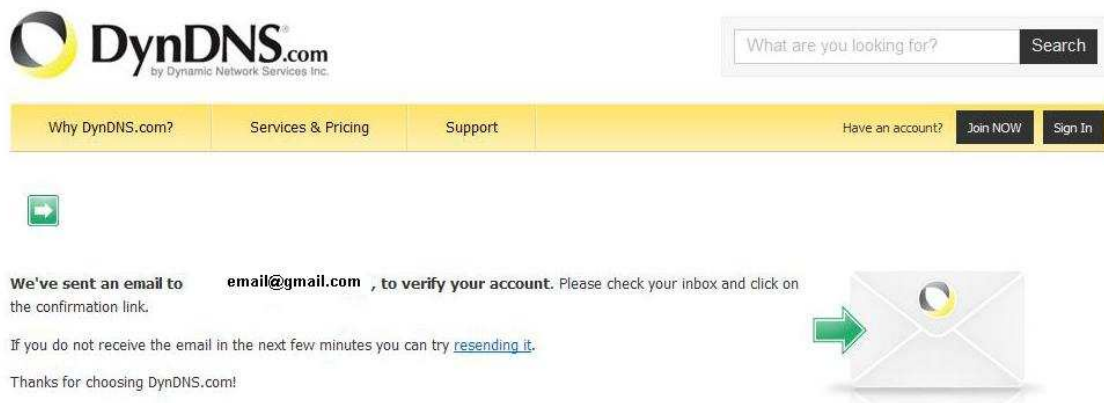 DynDNS.com
by Dynamic Network Services Inc.
What are you looking for? Search
Why DynDNS.com? Services & Pricing Support Have an account? Join NOW Sign In
We've sent an email to email@gmail.com , to verify your account. Please check your inbox and click on
the confirmation link.
If you do not receive the email in the next few minutes you can try resending it.
Thanks for choosing DynDNS.com!